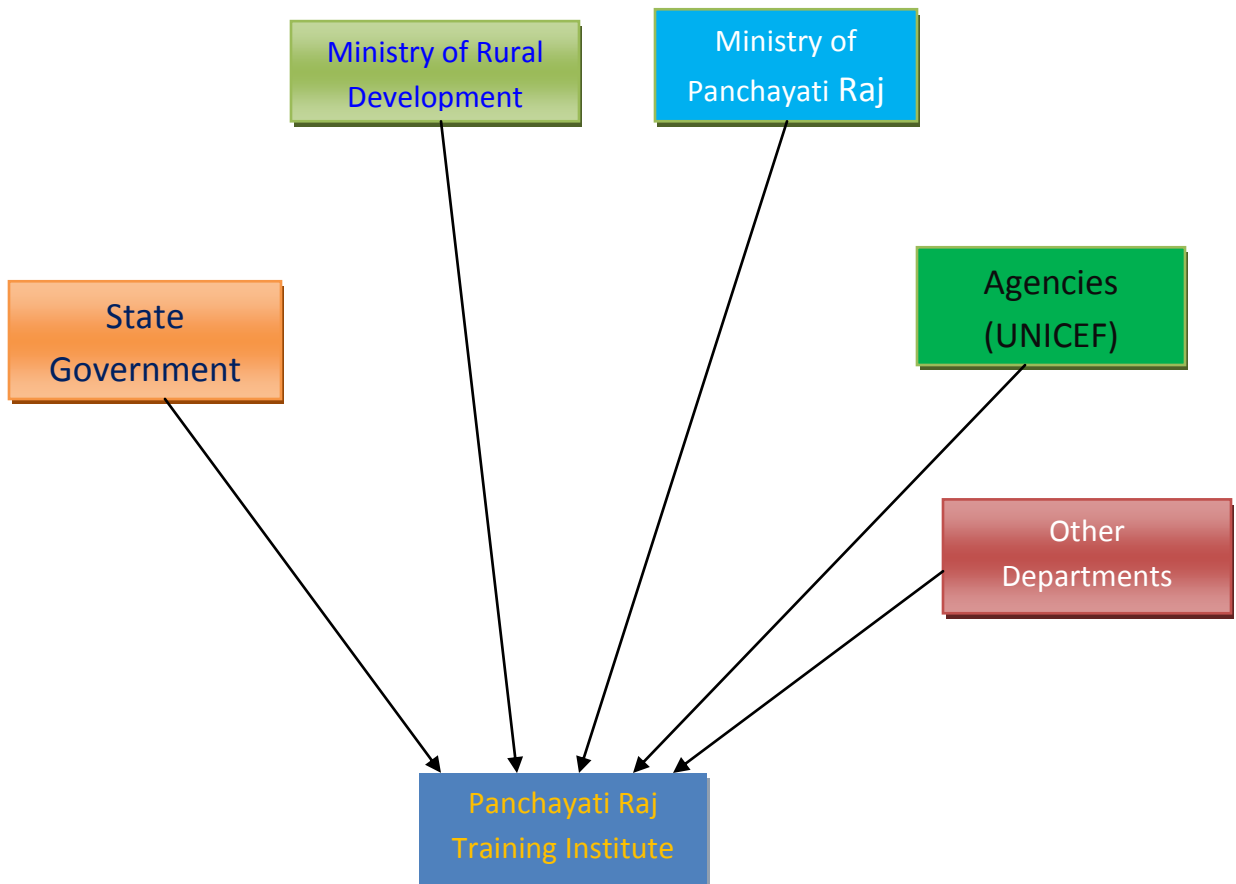 Ministry of Rural
Development
Ministry of
Panchayati Raj
Agencies
(UNICEF)
State
Government
Other
Departments
Panchayati Raj
Training Institute